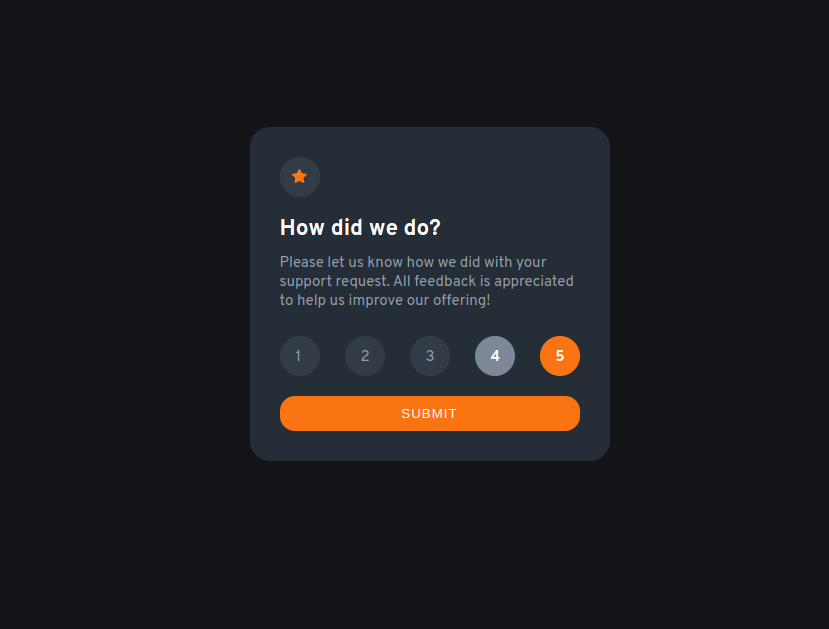 How did we do?
Please let us know how we did with your
support request. All feedback is appreciated
to help us improve our offering!
1 2 3 4 5
SUBMIT